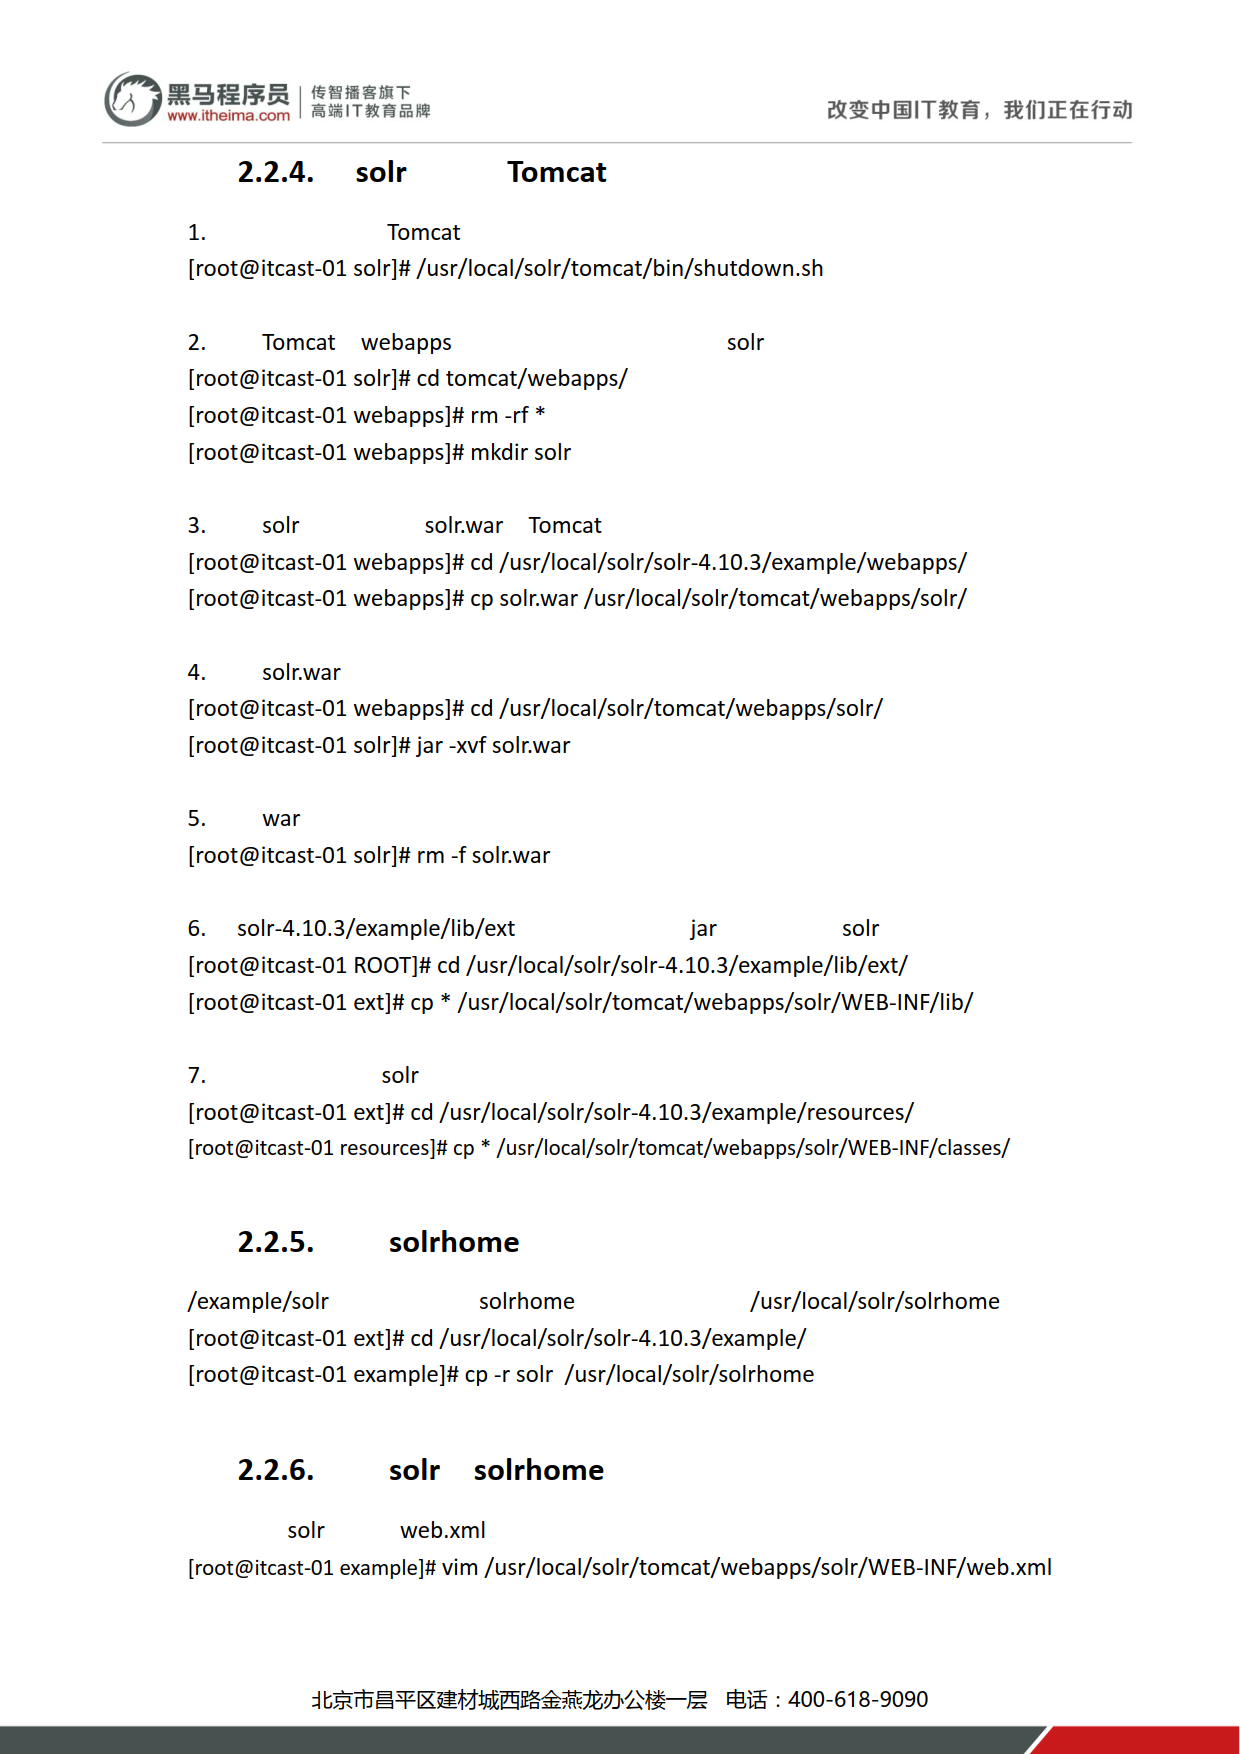 黑马程序员
www.itheima.com
传智播客旗下
高端IT教育品牌
改变中国IT教育，我们正在行动
2.2.4. solr Tomcat
1. Tomcat
[root@itcast-01 solr]# /usr/local/solr/tomcat/bin/shutdown.sh
2. Tomcat webapps solr
[root@itcast-01 solr]# cd tomcat/webapps/
[root@itcast-01 webapps]# rm -rf *
[root@itcast-01 webapps]# mkdir solr
3. solr solr.war Tomcat
[root@itcast-01 webapps]# cd /usr/local/solr/solr-4.10.3/example/webapps/
[root@itcast-01 webapps]# cp solr.war /usr/local/solr/tomcat/webapps/solr/
4. solr.war
[root@itcast-01 webapps]# cd /usr/local/solr/tomcat/webapps/solr/
[root@itcast-01 solr]# jar -xvf solr.war
5. war
[root@itcast-01 solr]# rm -f solr.war
6. solr-4.10.3/example/lib/ext jar solr
[root@itcast-01 ROOT]# cd /usr/local/solr/solr-4.10.3/example/lib/ext/
[root@itcast-01 ext]# cp * /usr/local/solr/tomcat/webapps/solr/WEB-INF/lib/
7. solr
[root@itcast-01 ext]# cd /usr/local/solr/solr-4.10.3/example/resources/
[root@itcast-01 resources]# cp * /usr/local/solr/tomcat/webapps/solr/WEB-INF/classes/
2.2.5. solrhome
/example/solr solrhome /usr/local/solr/solrhome
[root@itcast-01 ext]# cd /usr/local/solr/solr-4.10.3/example/
[root@itcast-01 example]# cp -r solr /usr/local/solr/solrhome
2.2.6. solr solrhome
solr web.xml
[root@itcast-01 example]# vim /usr/local/solr/tomcat/webapps/solr/WEB-INF/web.xml
北京市昌平区建材城西路金燕龙办公楼一层 电话：400-618-9090